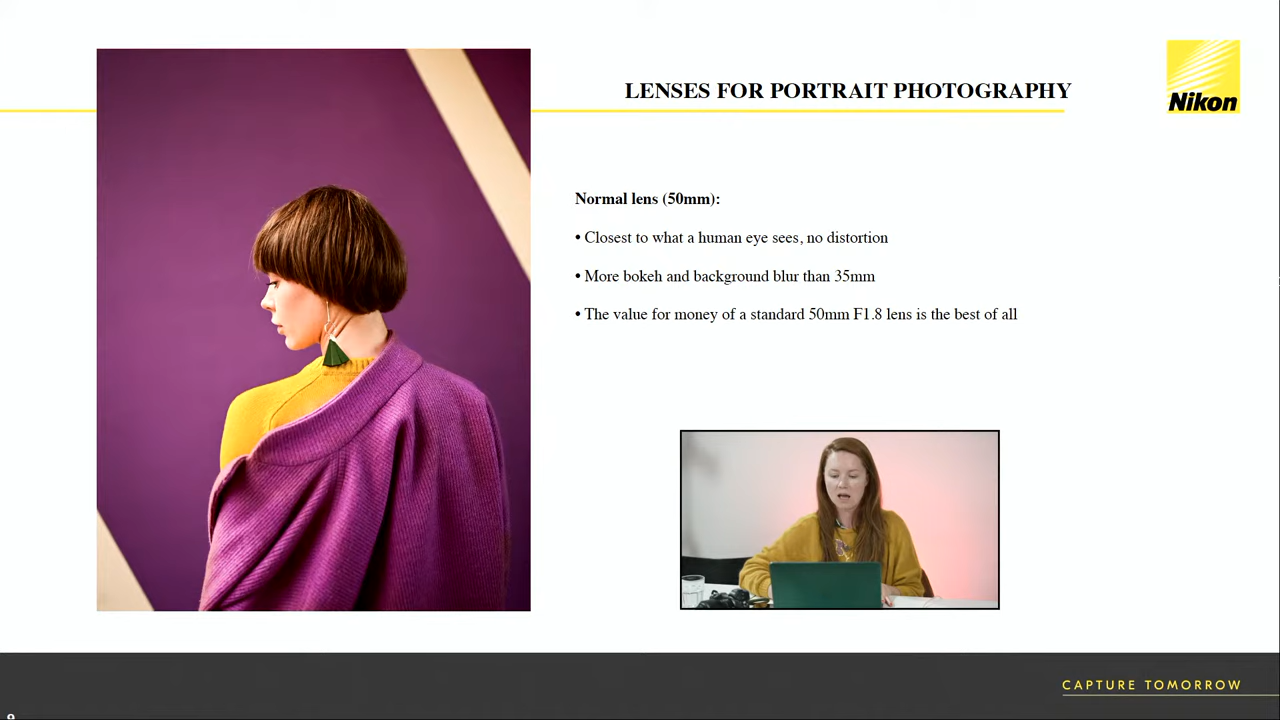 LENSES FOR PORTRAIT PHOTOGRAPHY
Nikon
Normal lens (50mm):
• Closest to what a human eye sees, no distortion
• More bokeh and background blur than 35mm
• The value for money of a standard 50mm F1.8 lens is the best of all
CAPTURE TOMORROW
9